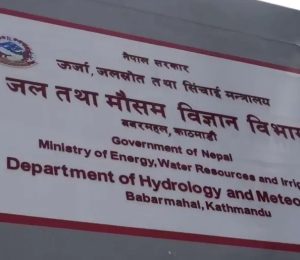 नेपाल सरकार
ऊर्जा, जलस्रोत तथा सिंचाई मन्त्रालय
जल तथा मौसम विज्ञान विभाग
बबरमहल, काठमाडौं
Government of Nepal
Ministry of Energy, Water Resources and Irri
Department of Hydrology and Meteo
Babarmahal, Kathmandu